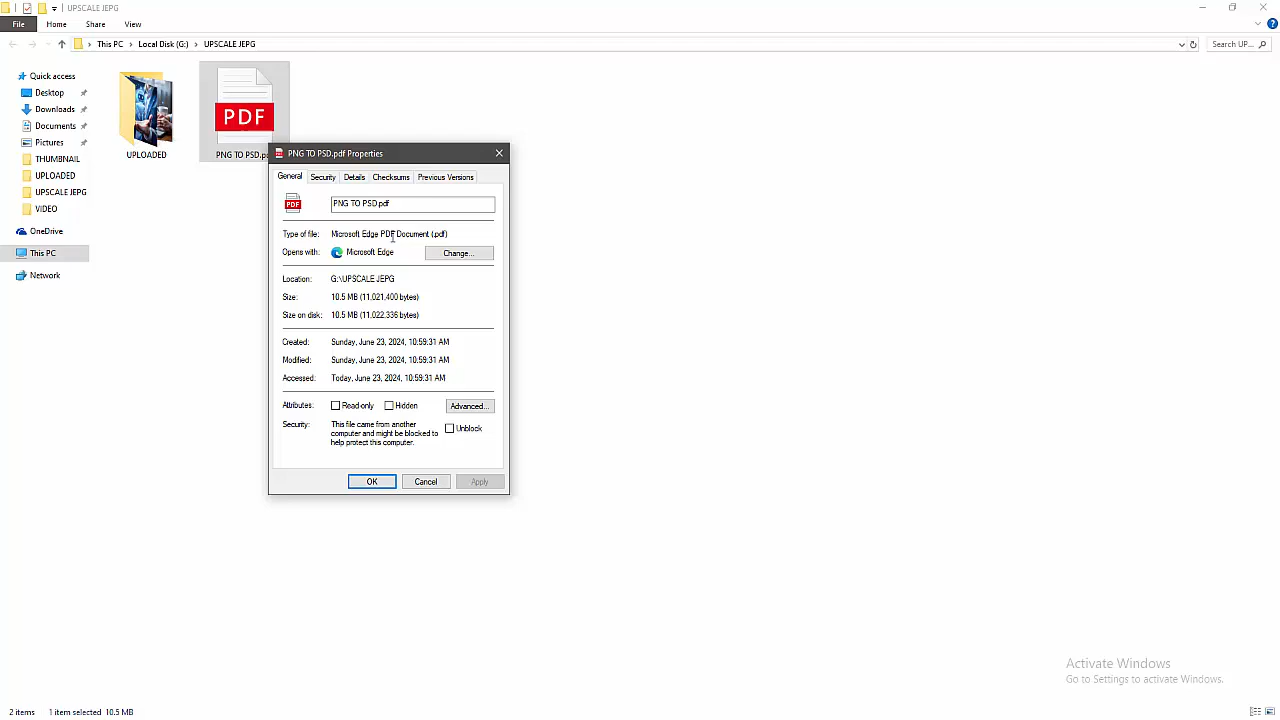 UPSCALE JEPG
File Home Share View
This PC Local Disk (G:) UPSCALE JEPG
Search UP...
Quick access
Desktop
Downloads
Documents
Pictures
THUMBNAIL
UPLOADED
UPSCALE JEPG
VIDEO
OneDrive
This PC
Network
UPLOADED
PDF
PNG TO PSD.p
PNG TO PSD.pdf Properties
General Security Details Checksums Previous Versions
PDF
PNG TO PSD.pdf
Type of file: Microsoft Edge PDF Document (.pdf)
Opens with: Microsoft Edge Change...
Location: G:\UPSCALE JEPG
Size: 10.5 MB (11,021,400 bytes)
Size on disk: 10.5 MB (11,022,336 bytes)
Created: Sunday, June 23, 2024, 10:59:31 AM
Modified: Sunday, June 23, 2024, 10:59:31 AM
Accessed: Today, June 23, 2024, 10:59:31 AM
Attributes: Read-only Hidden Advanced...
Security: This file came from another
computer and might be blocked to
help protect this computer.
Unblock
OK Cancel Apply
Activate Windows
Go to Settings to activate Windows.
2 items 1 item selected 10.5 MB